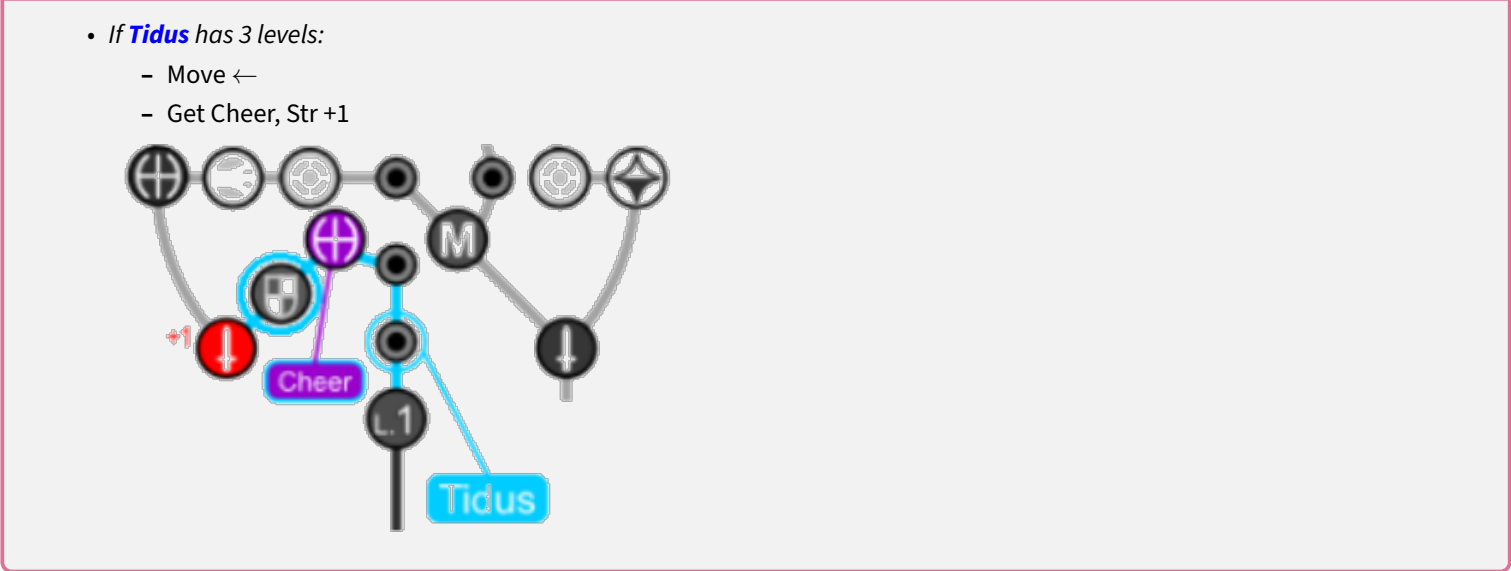 • If Tidus has 3 levels:
– Move ←
– Get Cheer, Str +1
M
+1
Cheer
L.1
Tidus